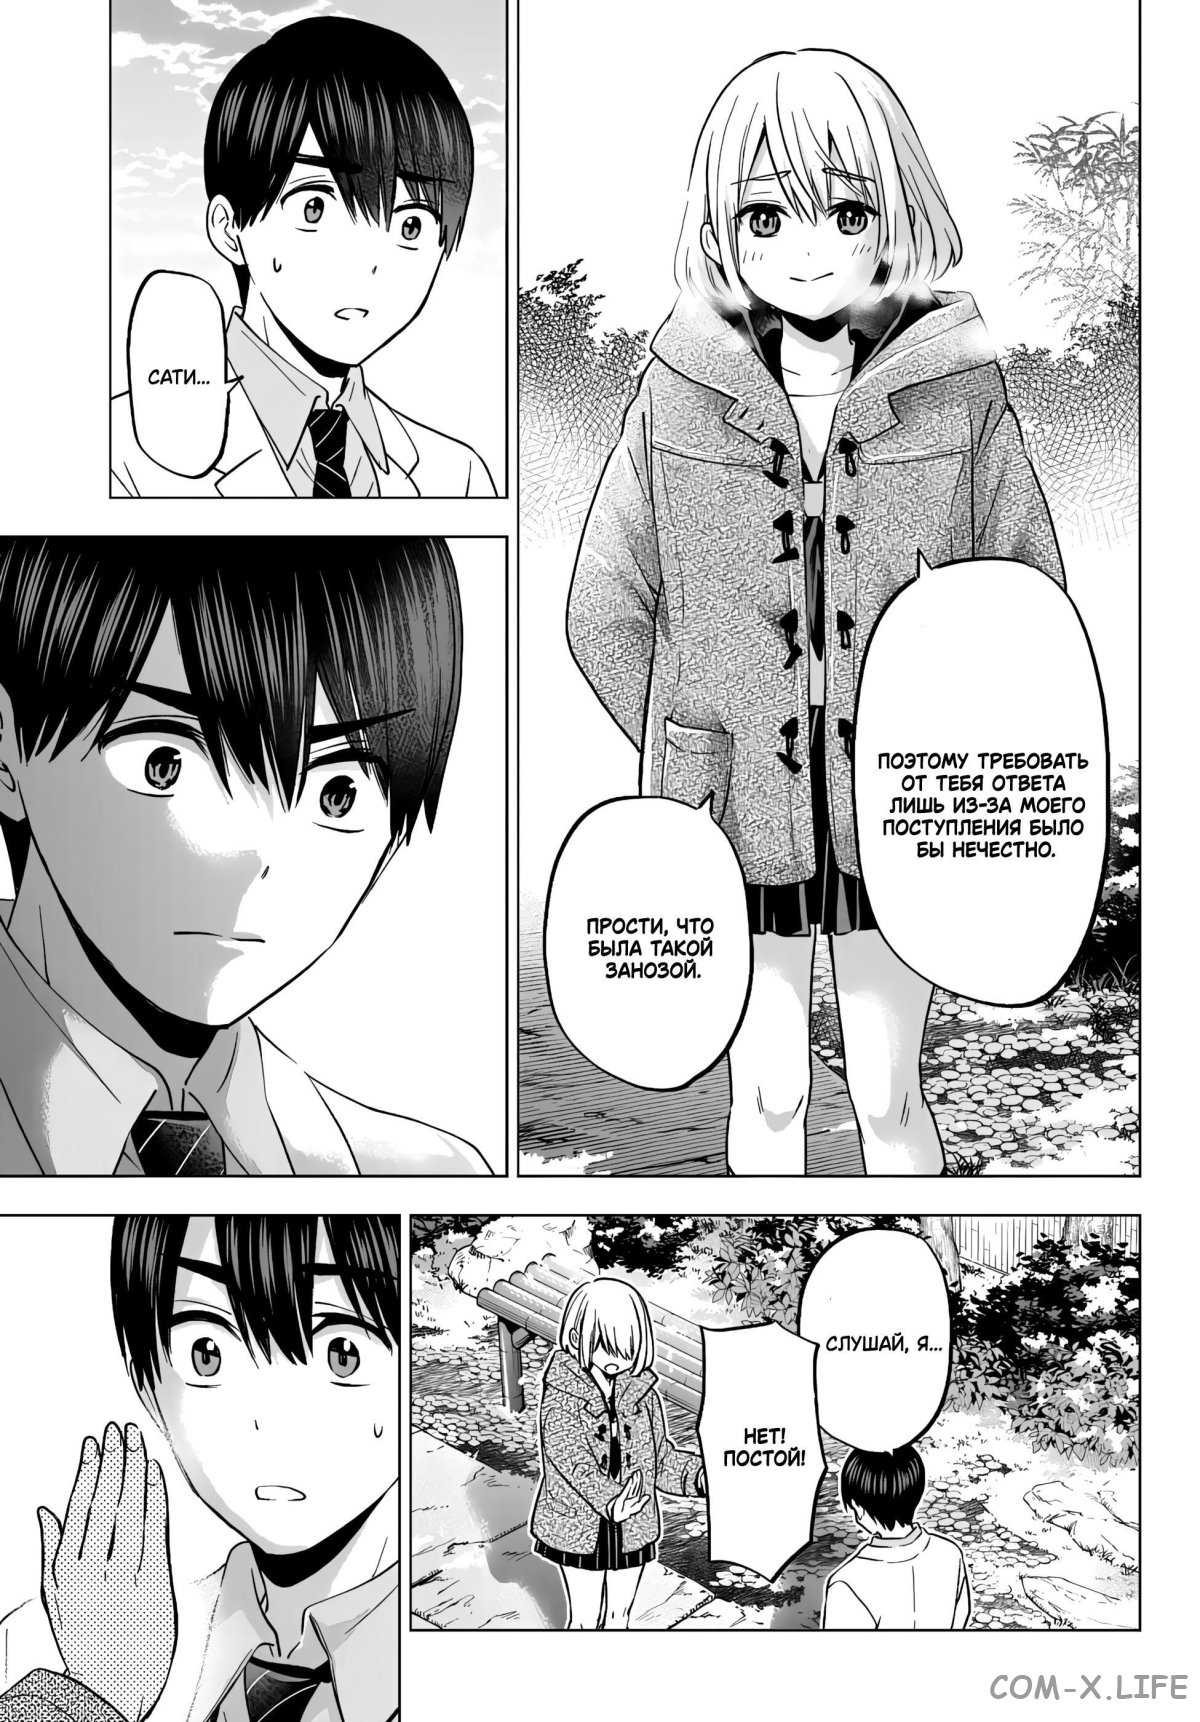 ПОЭТОМУ ТРЕБОВАТЬ
ОТ ТЕБЯ ОТВЕТА
ЛИШЬ ИЗ-ЗА МОЕГО
ПОСТУПЛЕНИЯ БЫЛО
БЫ НЕЧЕСТНО.
ПРОСТИ, ЧТО
БЫЛА ТАКОЙ
ЗАНОЗОЙ.
САТИ...
СЛУШАЙ, Я...
НЕТ!
ПОСТОЙ!
COM-X.LIFE